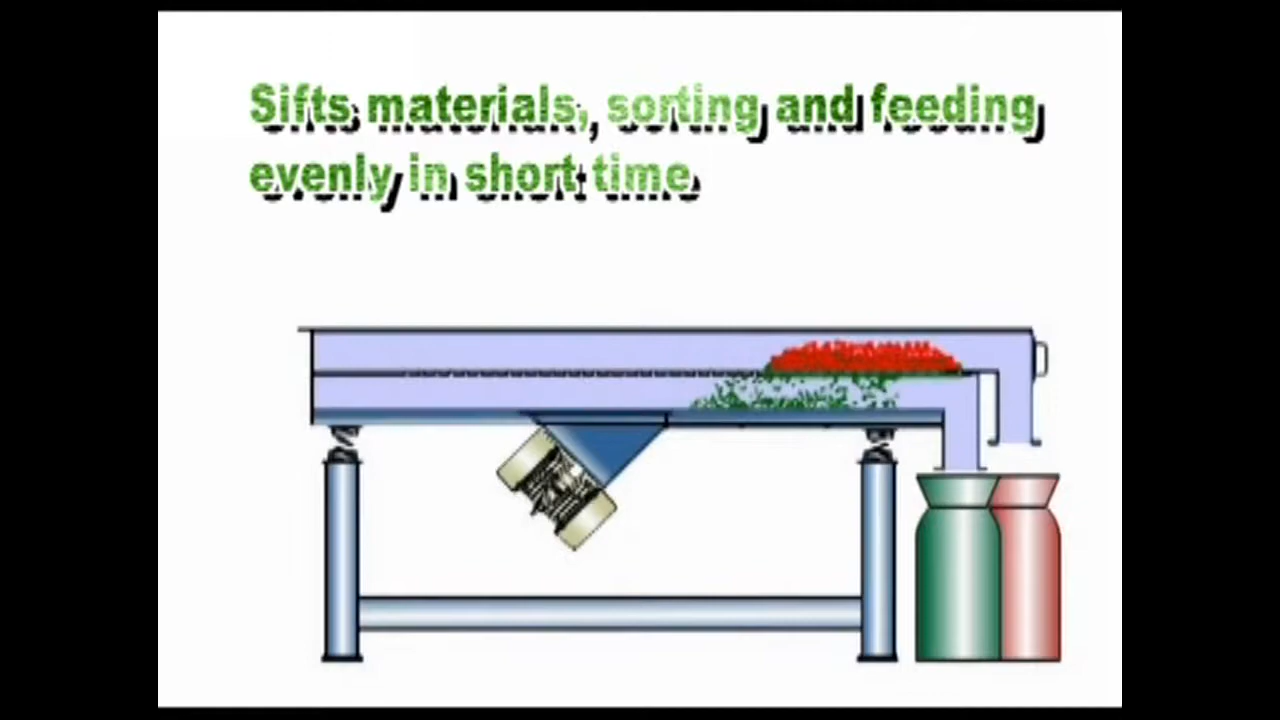 Sifts materials, sorting and feeding
evenly in short time